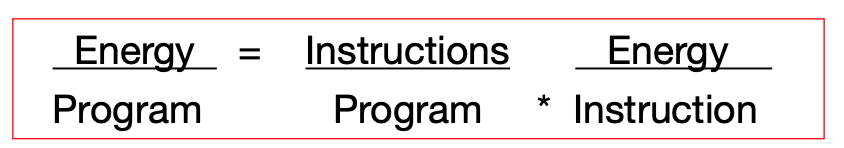 Energy = Instructions Energy
Program Program * Instruction